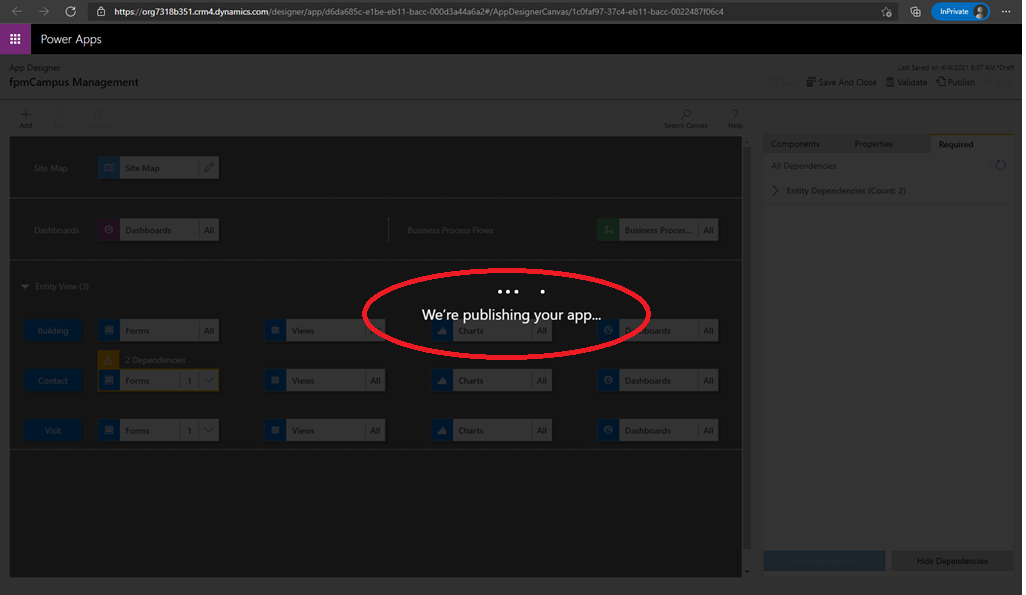 https://org7318b351.crm4.dynamics.com/designer/app/d6da685c-e1be-eb11-bacc-000d3a44a6a2#/AppDesignerCanvas/1c0faf97-37c4-eb11-bacc-0022487f06c4
InPrivate
Power Apps
App Designer
fpmCampus Management
Last Saved on: 6/4/2021 8:37 AM *Draft
Save And Close
Validate
Publish
Add
Search Canvas
Help
Components
Properties
Required
All Dependencies
Entity Dependencies (Count: 2)
Site Map
Site Map
Dashboards
Dashboards
All
Business Process Flows
Business Proces...
All
Entity View (3)
We're publishing your app...
Building
Forms
All
Views
Charts
All
Dashboards
All
2 Dependencies
Contact
Forms
1
Views
All
Charts
All
Dashboards
All
Visit
Forms
1
Views
All
Charts
All
Dashboards
All
Hide Dependencies